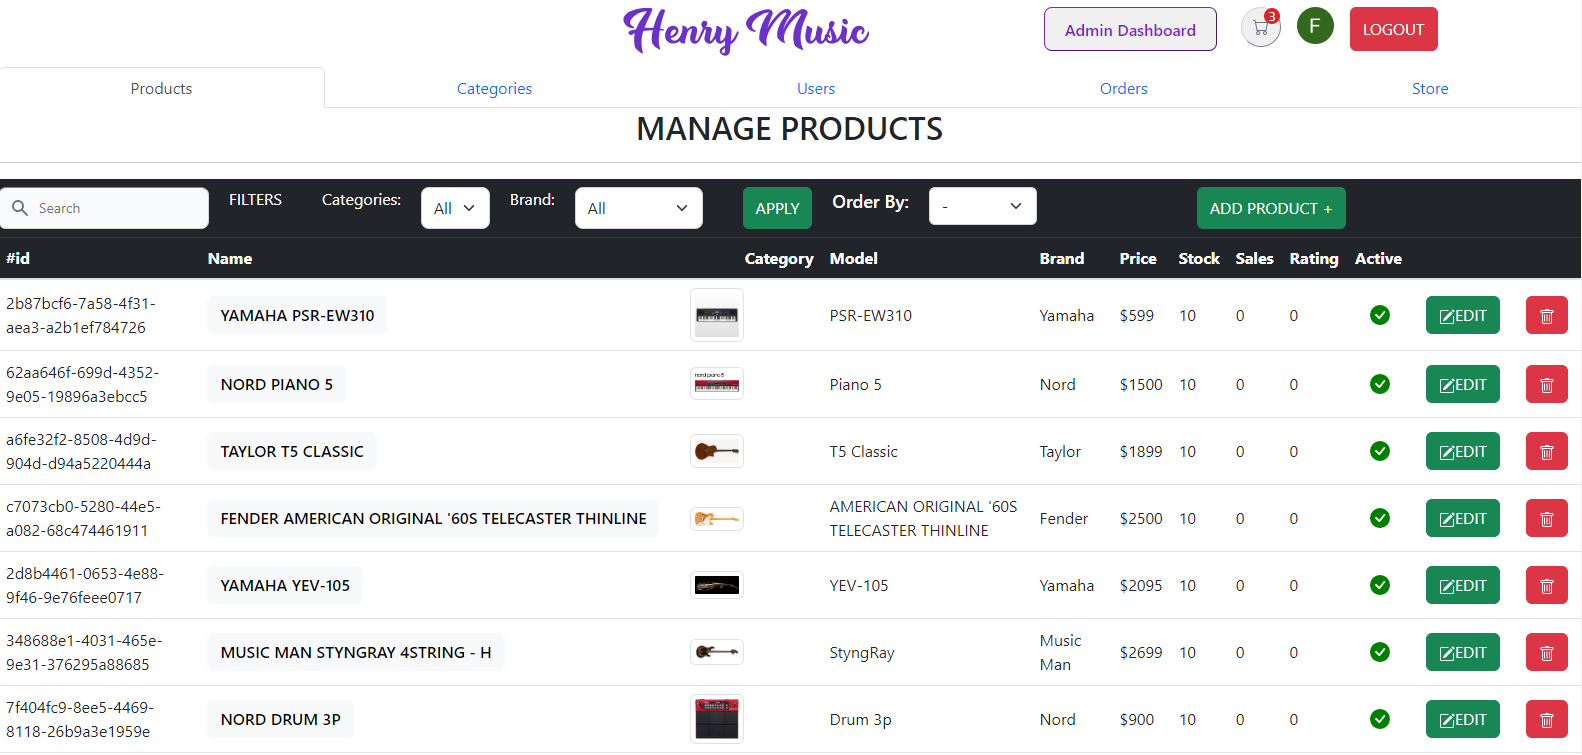 Henry Music
Admin Dashboard
3
F
LOGOUT
Products Categories Users Orders Store
MANAGE PRODUCTS
Search FILTERS Categories: All Brand: All APPLY Order By: - ADD PRODUCT +
#id Name Category Model Brand Price Stock Sales Rating Active
2b87bcf6-7a58-4f31-
aea3-a2b1ef784726
YAMAHA PSR-EW310 PSR-EW310 Yamaha $599 10 0 0 EDIT
62aa646f-699d-4352-
9e05-19896a3ebcc5
NORD PIANO 5 nord piano 5 Piano 5 Nord $1500 10 0 0 EDIT
a6fe32f2-8508-4d9d-
904d-d94a5220444a
TAYLOR T5 CLASSIC T5 Classic Taylor $1899 10 0 0 EDIT
c7073cb0-5280-44e5-
a082-68c474461911
FENDER AMERICAN ORIGINAL '60S TELECASTER THINLINE
AMERICAN ORIGINAL '60S
TELECASTER THINLINE
Fender $2500 10 0 0 EDIT
2d8b4461-0653-4e88-
9f46-9e76feee0717
YAMAHA YEV-105 YEV-105 Yamaha $2095 10 0 0 EDIT
348688e1-4031-465e-
9e31-376295a88685
MUSIC MAN STYNGRAY 4STRING - H StyngRay
Music
Man
$2699 10 0 0 EDIT
7f404fc9-8ee5-4469-
8118-26b9a3e1959e
NORD DRUM 3P Drum 3p Nord $900 10 0 0 EDIT